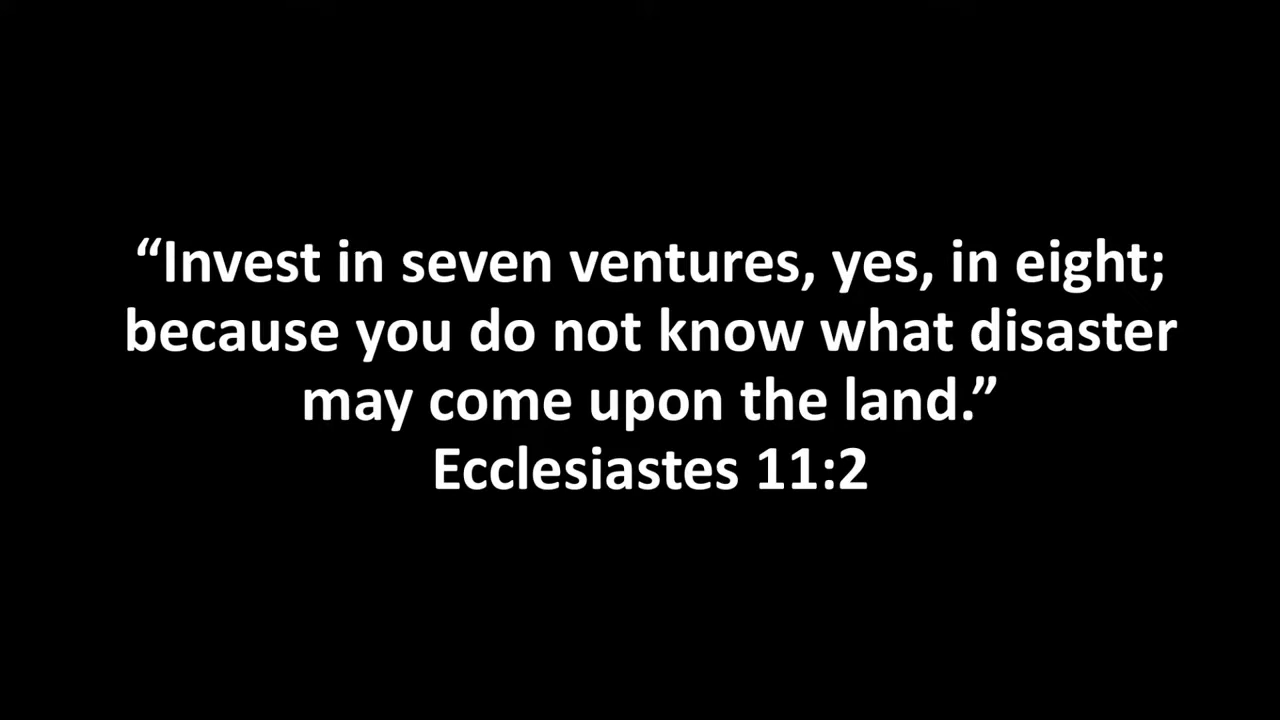 “Invest in seven ventures, yes, in eight;
because you do not know what disaster
may come upon the land.”
Ecclesiastes 11:2